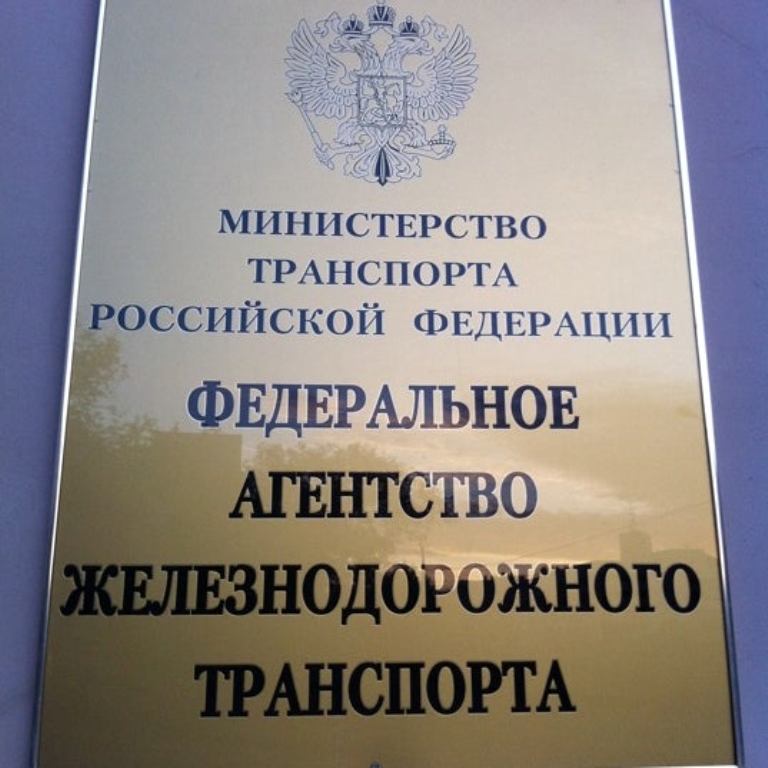 МИНИСТЕРСТВО
ТРАНСПОРТА
РОССИЙСКОЙ ФЕДЕРАЦИИ
ФЕДЕРАЛЬНОЕ
АГЕНТСТВО
ЖЕЛЕЗНОДОРОЖНОГО
ТРАНСПОРТА